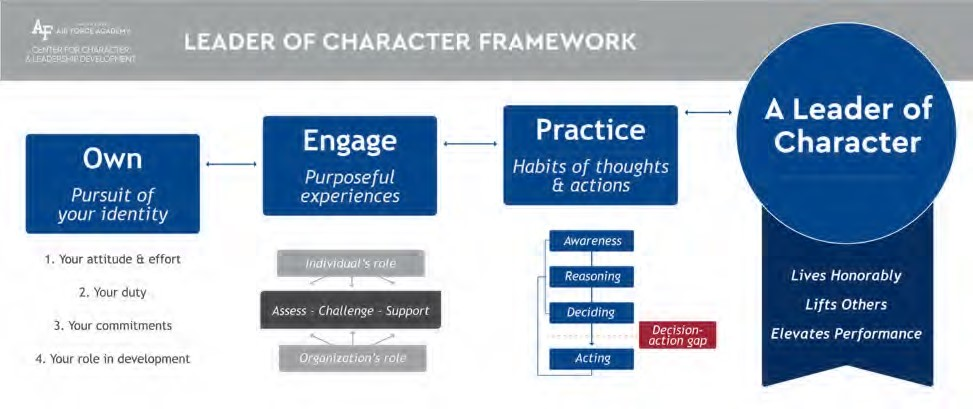 AIR FORCE ACADEMY
CENTER FOR CHARACTER
& LEADERSHIP DEVELOPMENT
LEADER OF CHARACTER FRAMEWORK
Own
Pursuit of
your identity
1. Your attitude & effort
2. Your duty
3. Your commitments
4. Your role in development
Engage
Purposeful
experiences
Individual's role
Assess - Challenge - Support
Organization's role
Practice
Habits of thoughts
& actions
Awareness
Reasoning
Deciding
Decision-
action gap
Acting
A Leader of
Character
Lives Honorably
Lifts Others
Elevates Performance